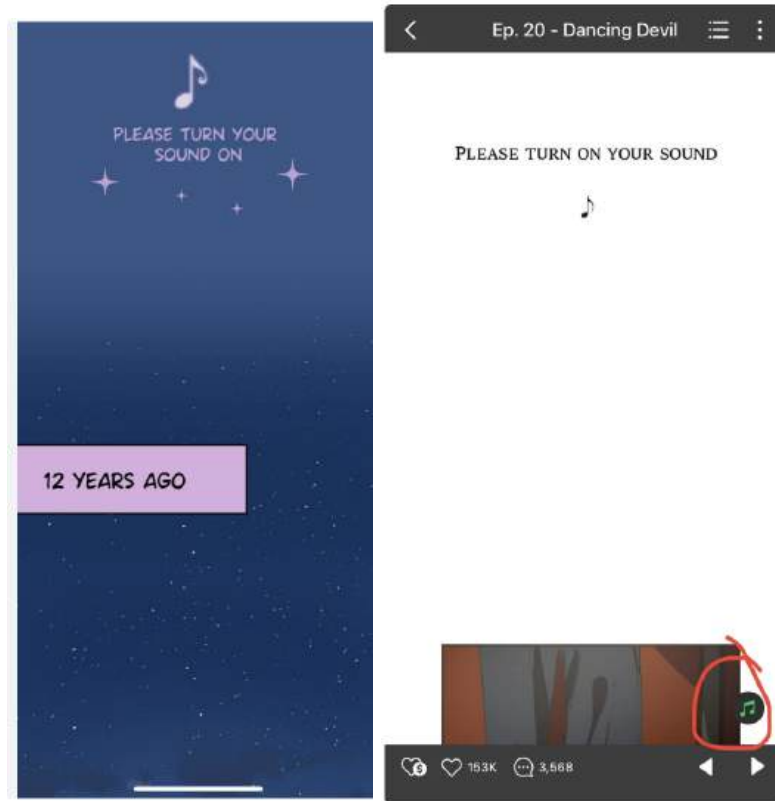 PLEASE TURN YOUR
SOUND ON
12 YEARS AGO
Ep. 20 - Dancing Devil
PLEASE TURN ON YOUR SOUND
153K
3,568